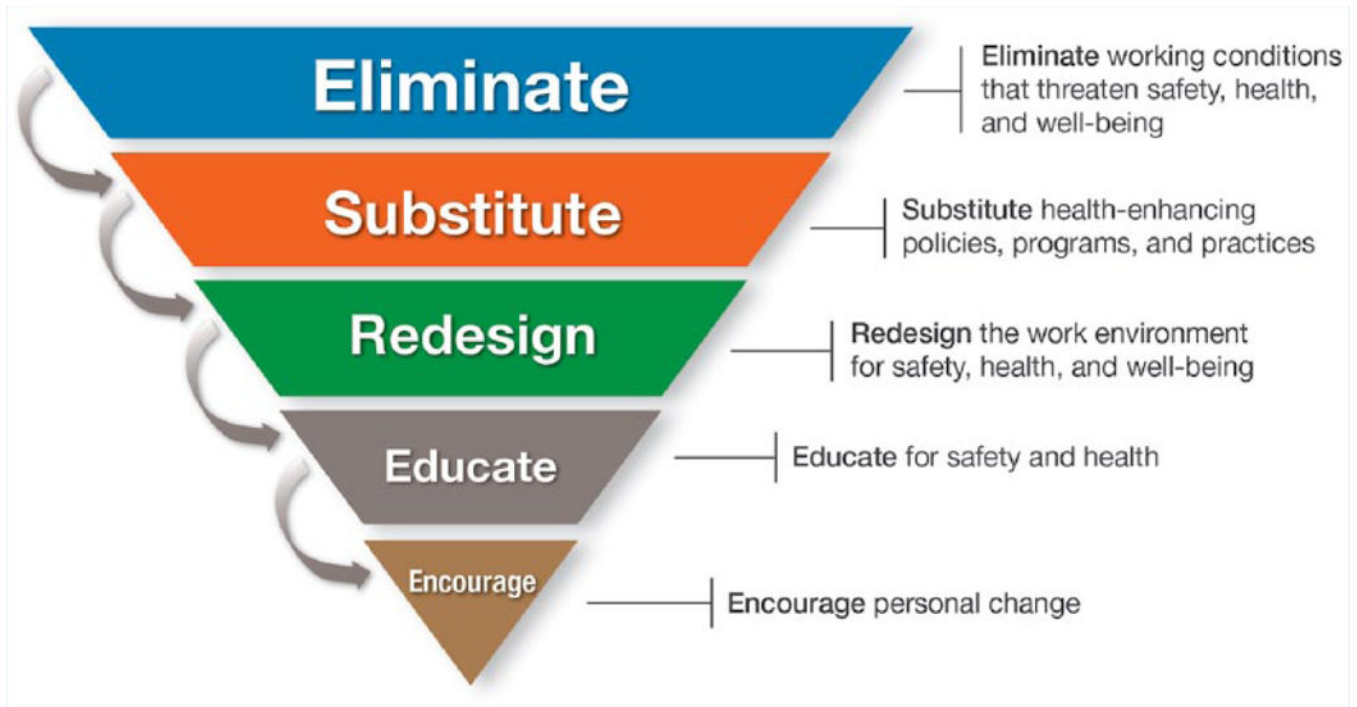 Eliminate
Eliminate working conditions
that threaten safety, health,
and well-being
Substitute
Substitute health-enhancing
policies, programs, and practices
Redesign
Redesign the work environment
for safety, health, and well-being
Educate
Educate for safety and health
Encourage
Encourage personal change